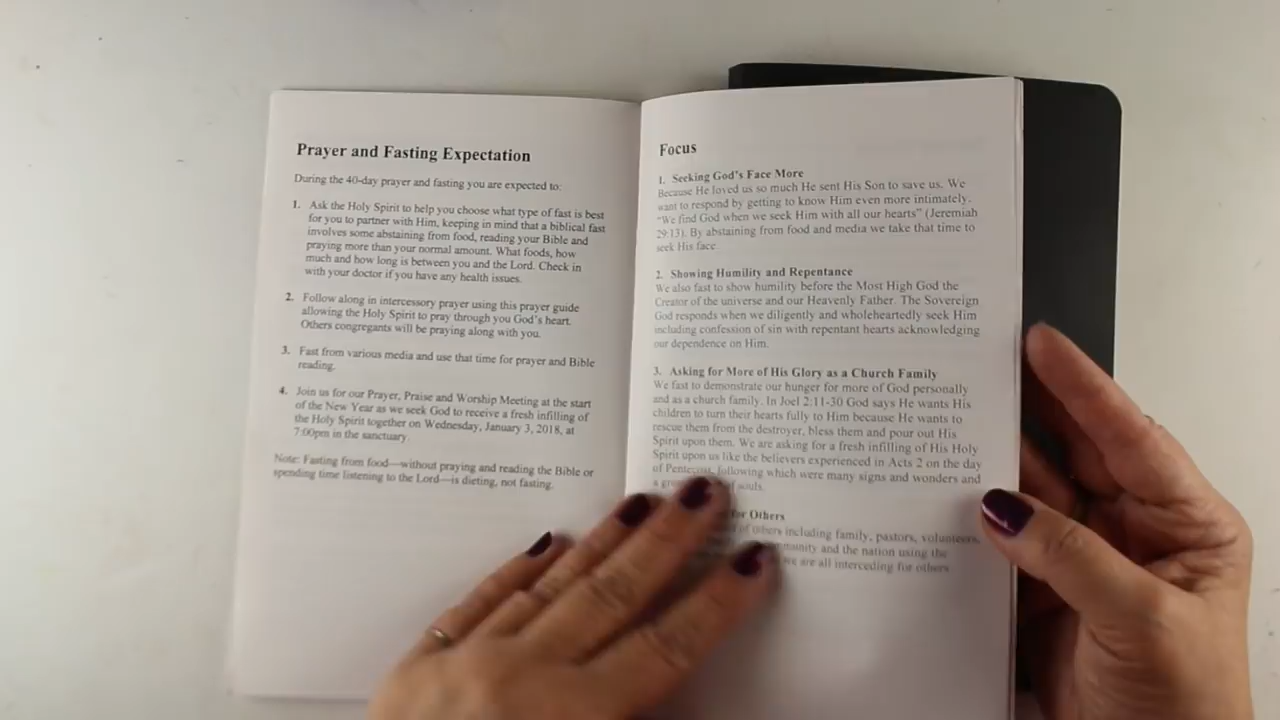 Prayer and Fasting Expectation
During the 40-day prayer and fasting you are expected to:
1. Ask the Holy Spirit to help you choose what type of fast is best
for you to partner with Him, keeping in mind that a biblical fast
involves some abstaining from food, reading your Bible and
praying more than your normal amount. What foods, how
much and how long is between you and the Lord. Check in
with your doctor if you have any health issues.
2. Follow along in intercessory prayer using this prayer guide
allowing the Holy Spirit to pray through you God's heart.
Others congregants will be praying along with you.
3. Fast from various media and use that time for prayer and Bible
reading.
4. Join us for our Prayer, Praise and Worship Meeting at the start
of the New Year as we seek God to receive a fresh infilling of
the Holy Spirit together on Wednesday, January 3, 2018, at
7:00pm in the sanctuary.
Note: Fasting from food—without praying and reading the Bible or
spending time listening to the Lord—is dieting, not fasting.
Focus
1. Seeking God's Face More
Because He loved us so much He sent His Son to save us. We
want to respond by getting to know Him even more intimately.
"We find God when we seek Him with all our hearts" (Jeremiah
29:13). By abstaining from food and media we take that time to
seek His face.
2. Showing Humility and Repentance
We also fast to show humility before the Most High God the
Creator of the universe and our Heavenly Father. The Sovereign
God responds when we diligently and wholeheartedly seek Him
including confession of sin with repentant hearts acknowledging
our dependence on Him.
3. Asking for More of His Glory as a Church Family
We fast to demonstrate our hunger for more of God personally
and as a church family. In Joel 2:11-30 God says He wants His
children to turn their hearts fully to Him because He wants to
rescue them from the destroyer, bless them and pour out His
Spirit upon them. We are asking for a fresh infilling of His Holy
Spirit upon us like the believers experienced in Acts 2 on the day
of Pentecost, following which were many signs and wonders and
a of souls.
for Others
of others including family, pastors, volunteers,
and the nation using the
we are all interceding for others